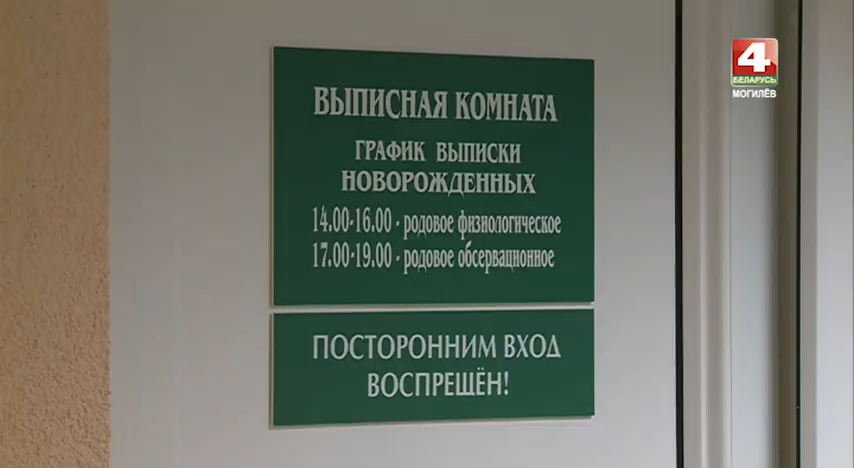 ВЫПИСНАЯ КОМНАТА
ГРАФИК ВЫПИСКИ
НОВОРОЖДЕННЫХ
14.00-16.00 - родовое физиологическое
17.00-19.00 - родовое обсервационное
ПОСТОРОННИМ ВХОД
ВОСПРЕЩЁН!
4
БЕЛАРУСЬ
МОГИЛЁВ